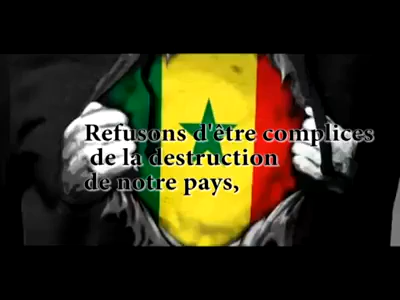 Refusons d'être complices
de la destruction
de notre pays,